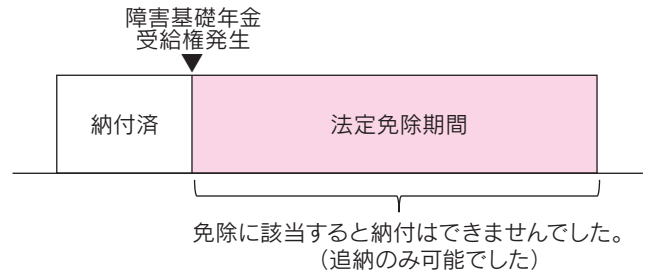 障害基礎年金
受給権発生
納付済
法定免除期間
免除に該当すると納付はできませんでした。
（追納のみ可能でした）